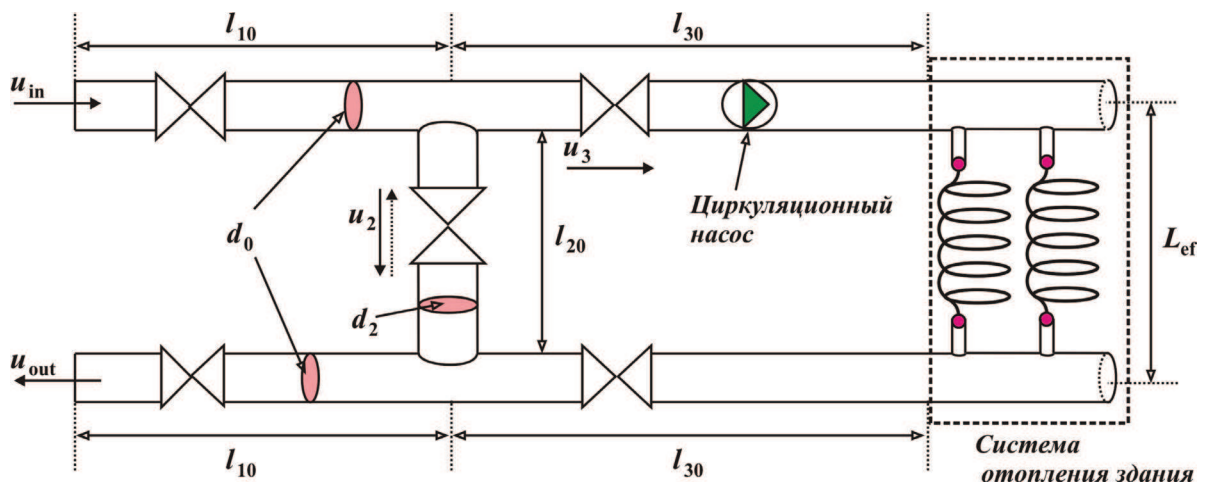 l10
l30
uin
u3
u2
Циркуляционный
насос
d0
l20
Lef
d2
uout
l10
l30
Система
отопления здания